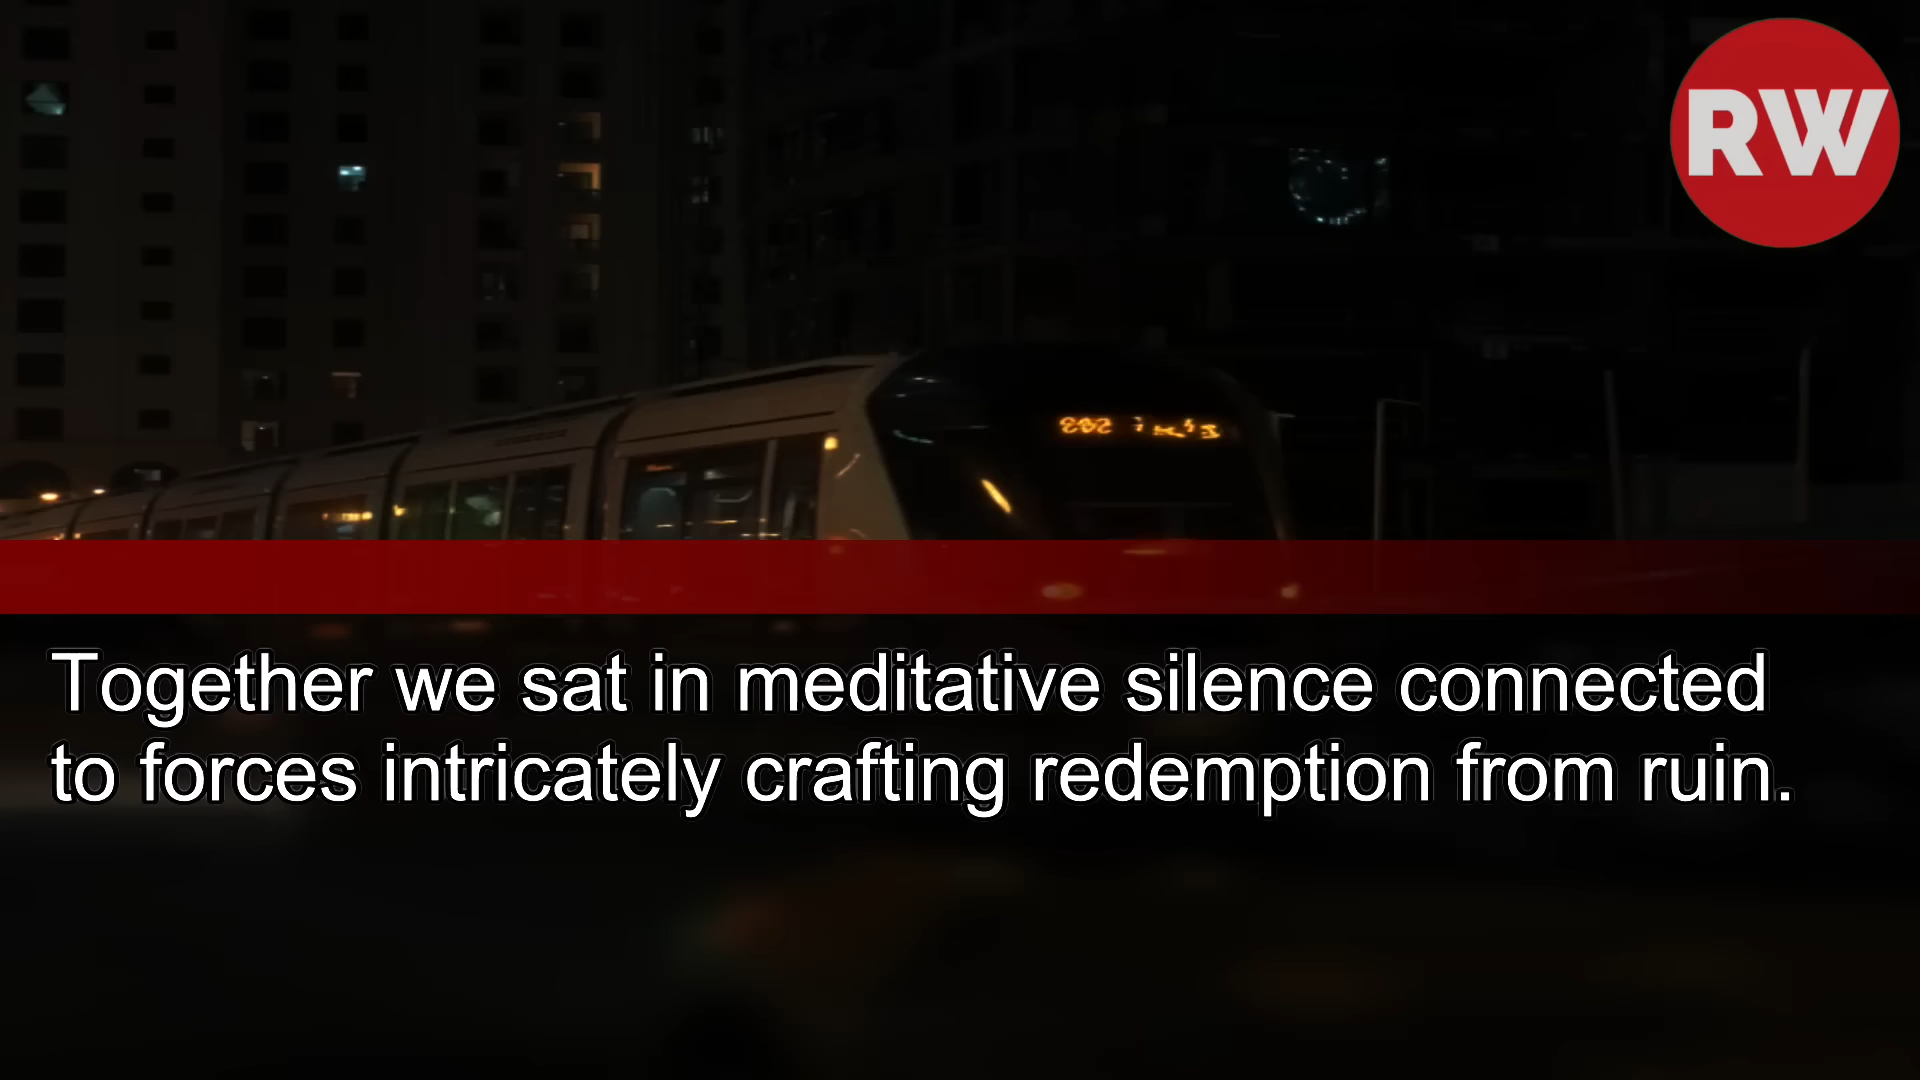 RW
Together we sat in meditative silence connected
to forces intricately crafting redemption from ruin.